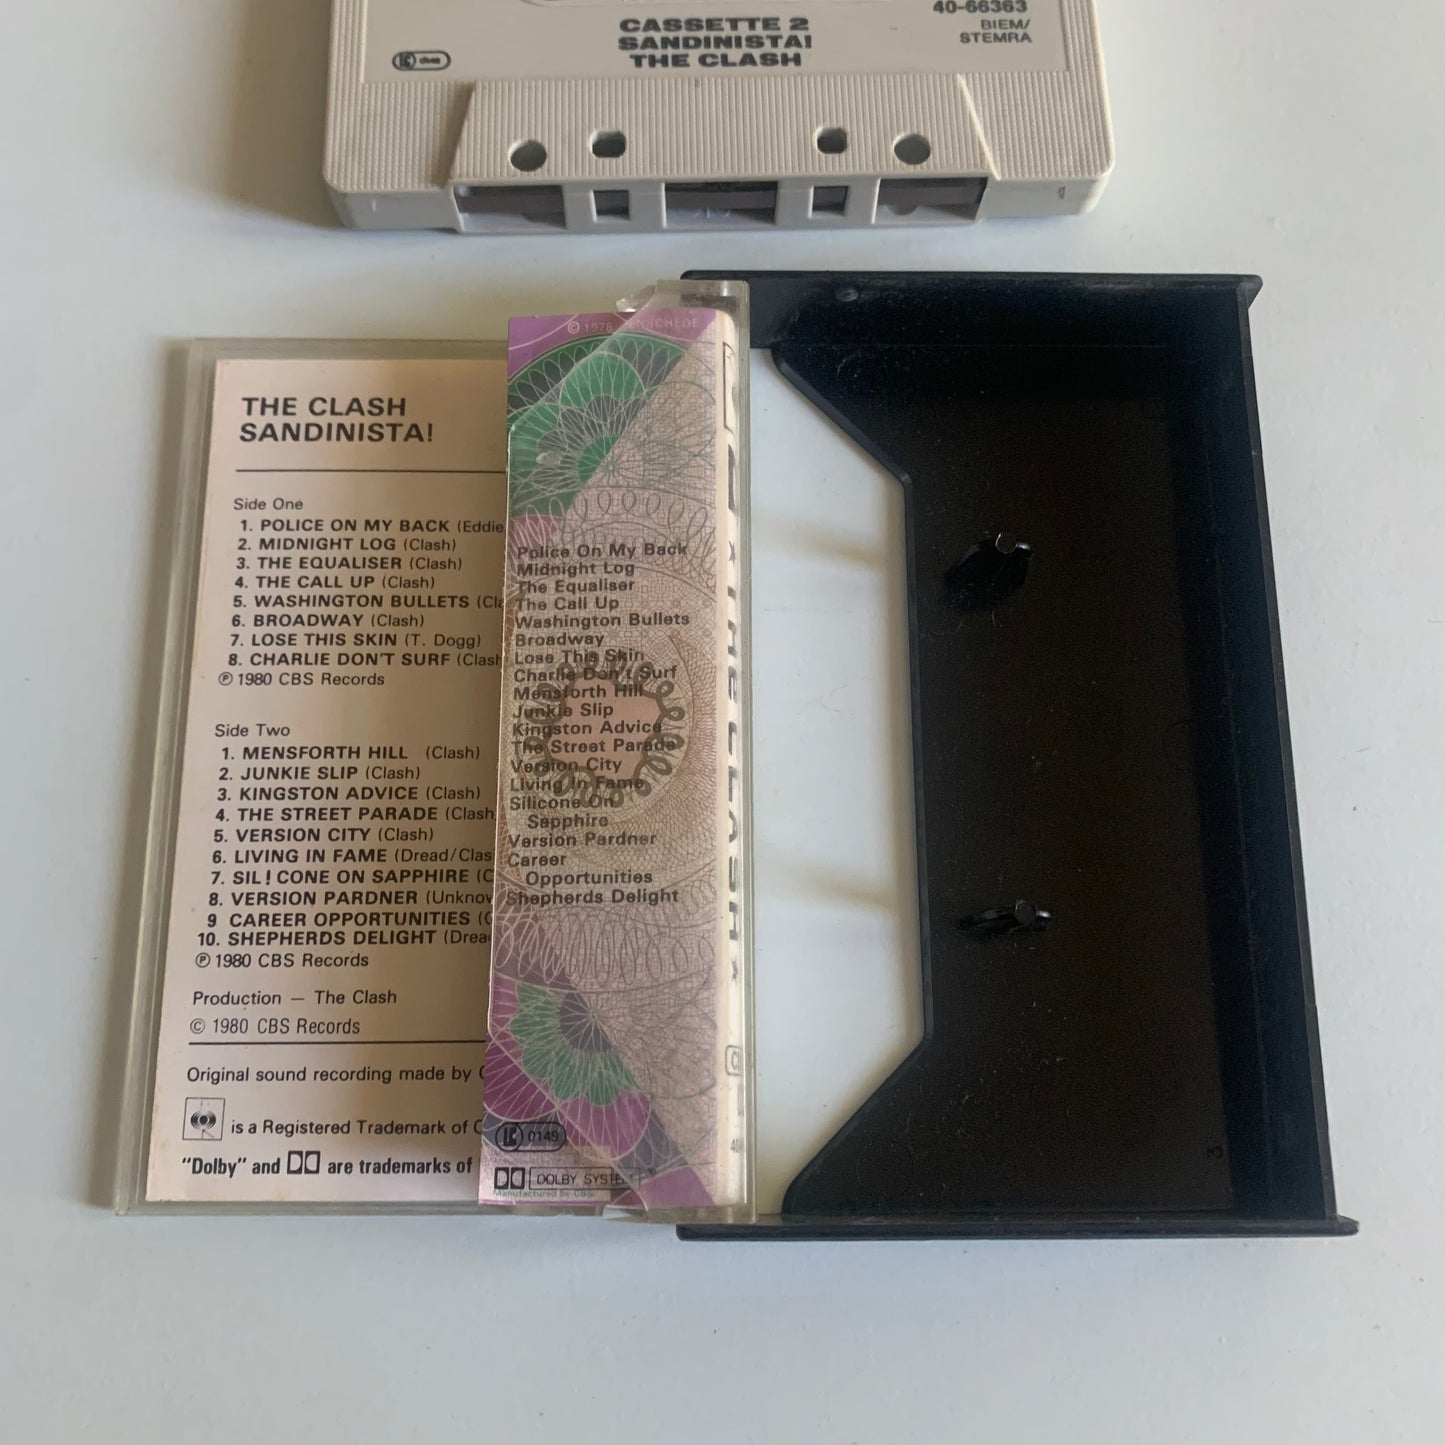 40-66363
BIEM/
STEMRA
CASSETTE 2
SANDINISTA!
THE CLASH
THE CLASH
SANDINISTA!
Side One
1. POLICE ON MY BACK (Eddie
2. MIDNIGHT LOG (Clash)
3. THE EQUALISER (Clash)
4. THE CALL UP (Clash)
5. WASHINGTON BULLETS (Cla
6. BROADWAY (Clash)
7. LOSE THIS SKIN (T. Dogg)
8. CHARLIE DON'T SURF (Clash
℗ 1980 CBS Records
Side Two
1. MENSFORTH HILL (Clash)
2. JUNKIE SLIP (Clash)
3. KINGSTON ADVICE (Clash)
4. THE STREET PARADE (Clash
5. VERSION CITY (Clash)
6. LIVING IN FAME (Dread/Clas
7. SIL!CONE ON SAPPHIRE (C
8. VERSION PARDNER (Unknov
9 CAREER OPPORTUNITIES (C
10. SHEPHERDS DELIGHT (Drea
℗ 1980 CBS Records
Production — The Clash
© 1980 CBS Records
Original sound recording made by C
is a Registered Trademark of C
"Dolby" and are trademarks of
© 1978 ENSCHEDE
Police On My Back
Midnight Log
The Equaliser
The Call Up
Washington Bullets
Broadway
Lose This Skin
Charlie Don't Surf
Mensforth Hill
Junkie Slip
Kingston Advice
The Street Parade
Version City
Living In Fame
Silicone On
Sapphire
Version Pardner
Career
Opportunities
Shepherds Delight
LC 0149
DOLBY SYSTEM
Manufactured by CBS
THE CLASH